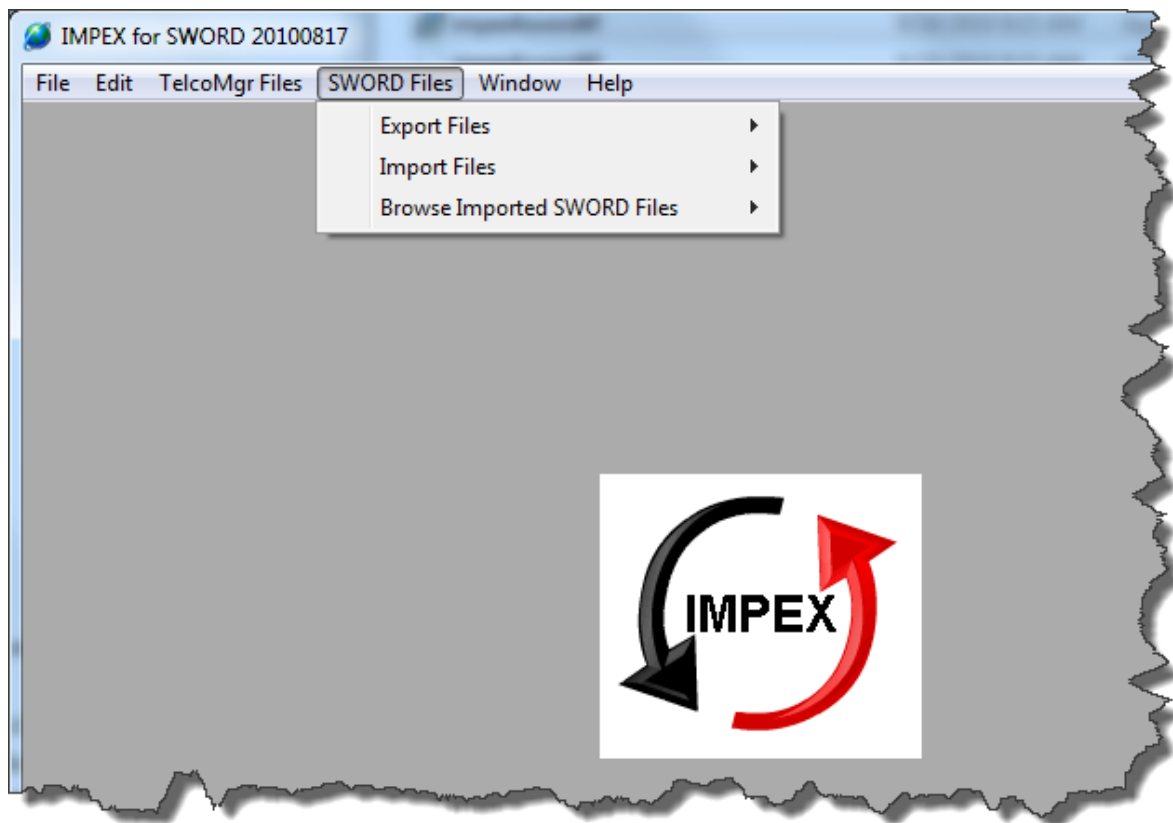 IMPEX for SWORD 20100817
File Edit TelcoMgr Files SWORD Files Window Help
Export Files
Import Files
Browse Imported SWORD Files
IMPEX